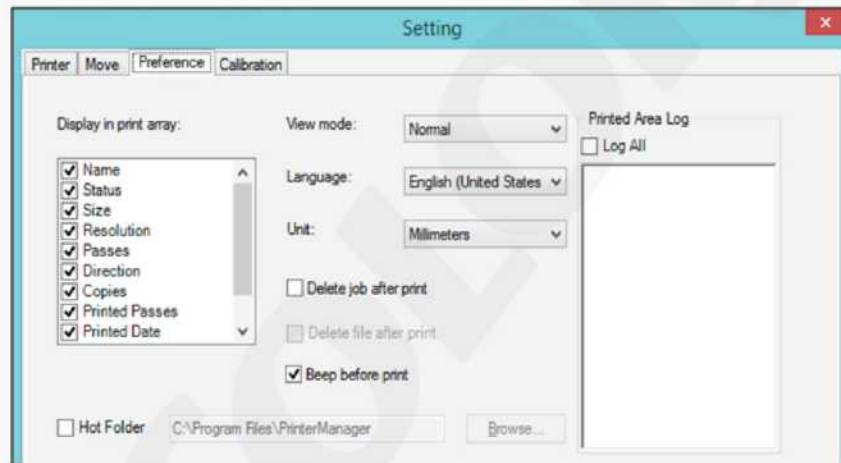 Setting
Printer Move Preference Calibration
Display in print array:
Name
Status
Size
Resolution
Passes
Direction
Copies
Printed Passes
Printed Date
View mode: Normal
Language: English (United States
Unit: Millimeters
Delete job after print
Delete file after print
Beep before print
Printed Area Log
Log All
Hot Folder C:\Program Files\PrinterManager Browse...